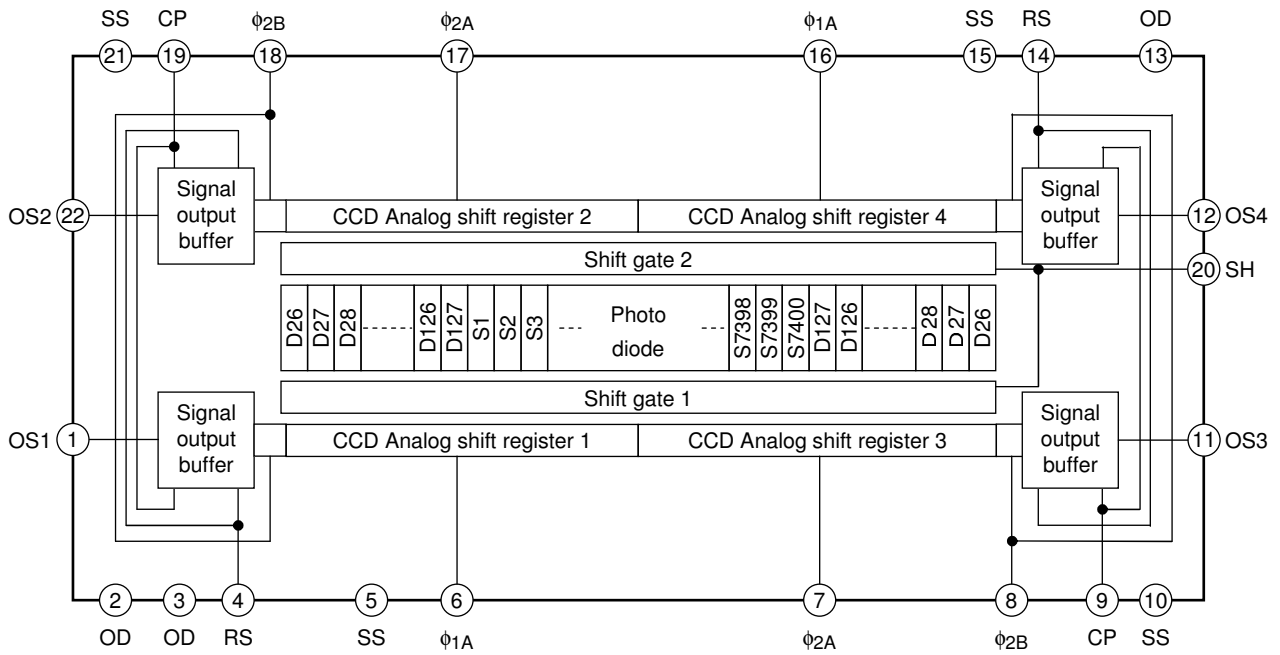 SS CP ϕ2B ϕ2A ϕ1A SS RS OD
21 19 18 17 16 15 14 13
Signal
output
buffer
Signal
output
buffer
OS2 22
CCD Analog shift register 2
CCD Analog shift register 4
12 OS4
Shift gate 2
20 SH
D26 D27 D28 D126 D127 S1 S2 S3
Photo
diode
S7398 S7399 S7400 D127 D126 D28 D27 D26
Shift gate 1
Signal
output
buffer
Signal
output
buffer
OS1 1
CCD Analog shift register 1
CCD Analog shift register 3
11 OS3
2 3 4 5 6 7 8 9 10
OD OD RS SS ϕ1A ϕ2A ϕ2B CP SS